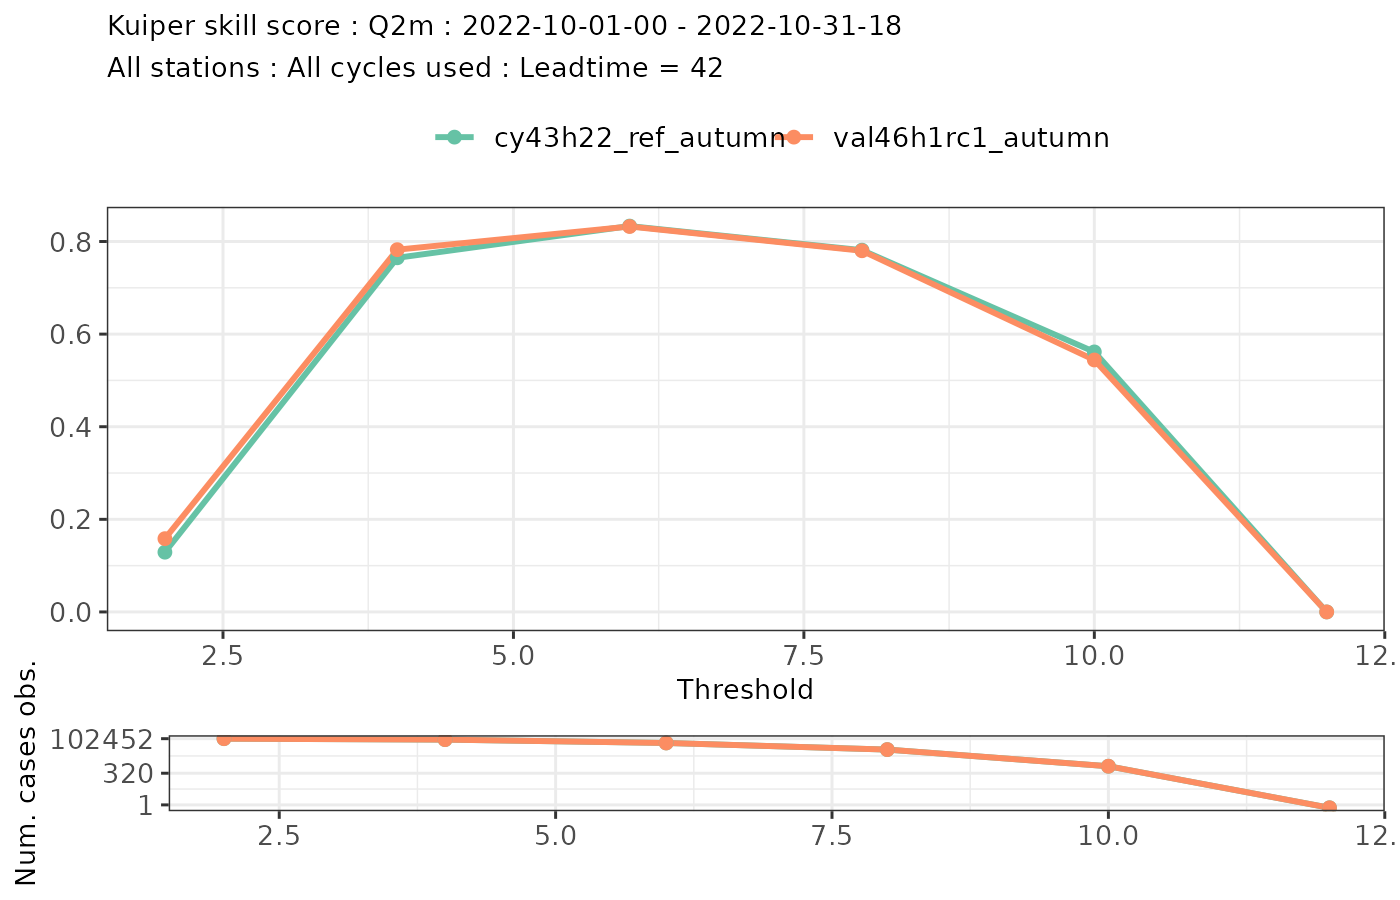 Kuiper skill score : Q2m : 2022-10-01-00 - 2022-10-31-18
All stations : All cycles used : Leadtime = 42
cy43h22_ref_autumn val46h1rc1_autumn
0.8
0.6
0.4
0.2
0.0
2.5 5.0 7.5 10.0 12.
Threshold
Num. cases obs.
102452
320
1
2.5 5.0 7.5 10.0 12.